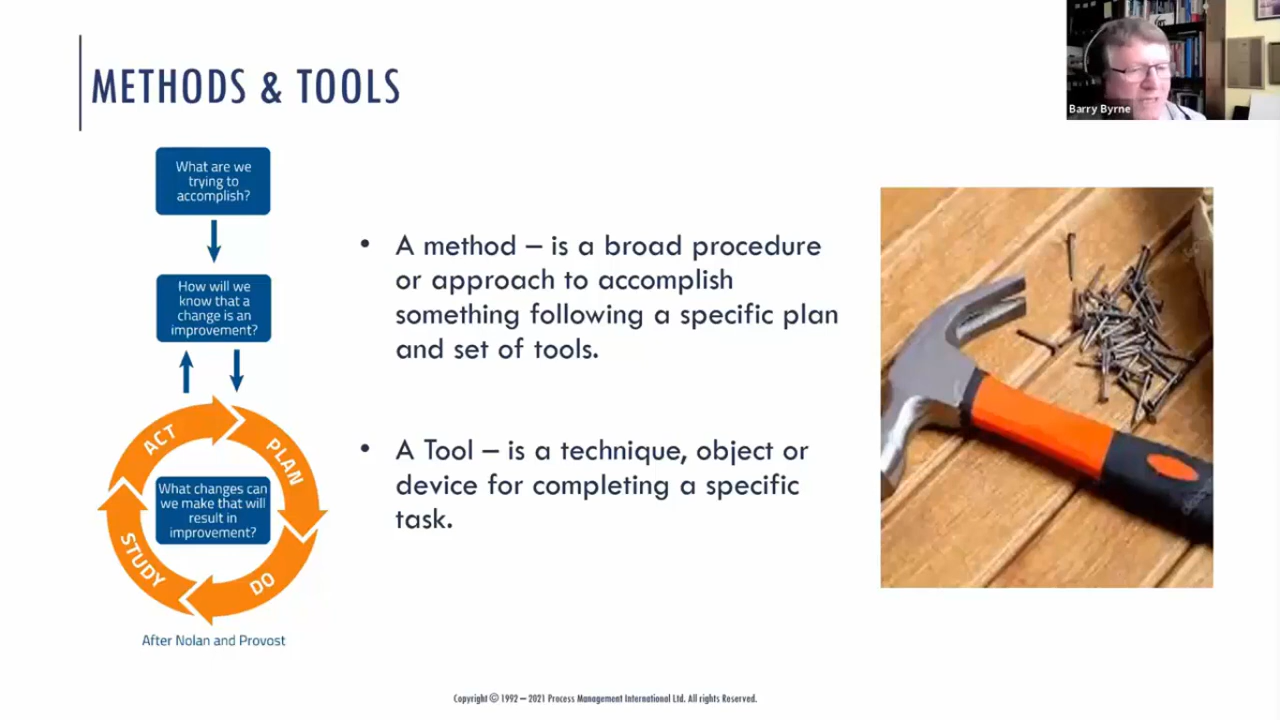 METHODS & TOOLS
Barry Byrne
What are we
trying to
accomplish?
How will we
know that a
change is an
improvement?
ACT
PLAN
What changes can
we make that will
result in
improvement?
STUDY
DO
After Nolan and Provost
• A method – is a broad procedure
or approach to accomplish
something following a specific plan
and set of tools.
• A Tool – is a technique, object or
device for completing a specific
task.
Copyright © 1992 – 2021 Process Management International Ltd. All rights Reserved.